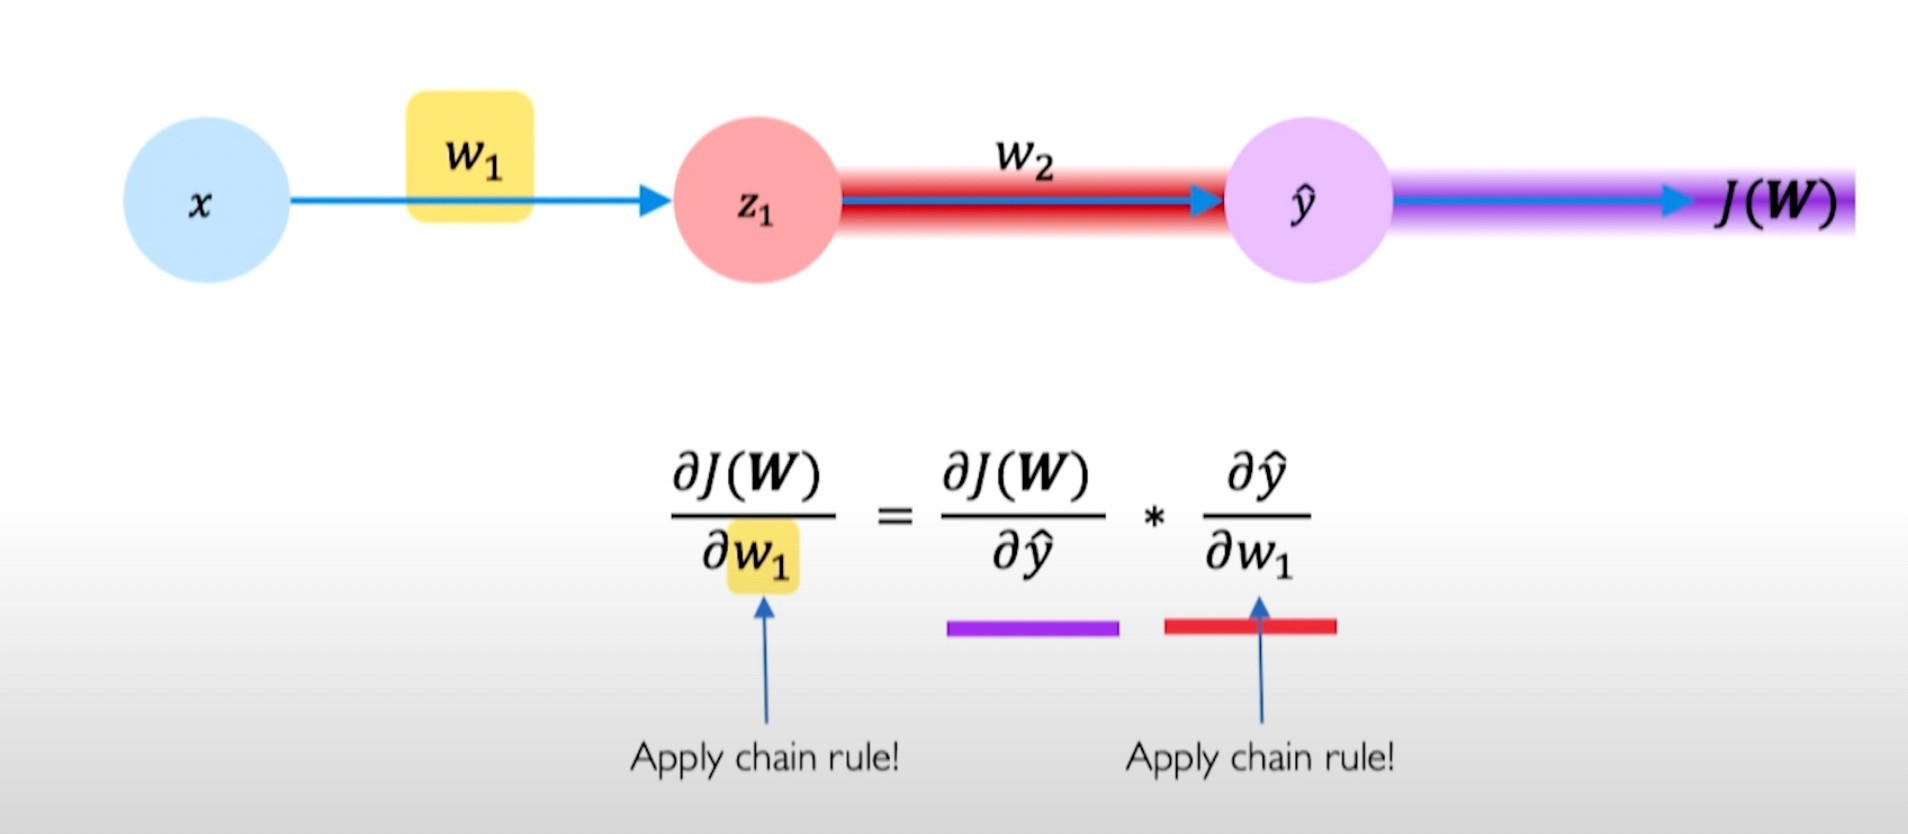 x w₁ z₁ w₂ ŷ J(W)
∂J(W)/∂w₁ = ∂J(W)/∂ŷ * ∂ŷ/∂w₁
Apply chain rule! Apply chain rule!